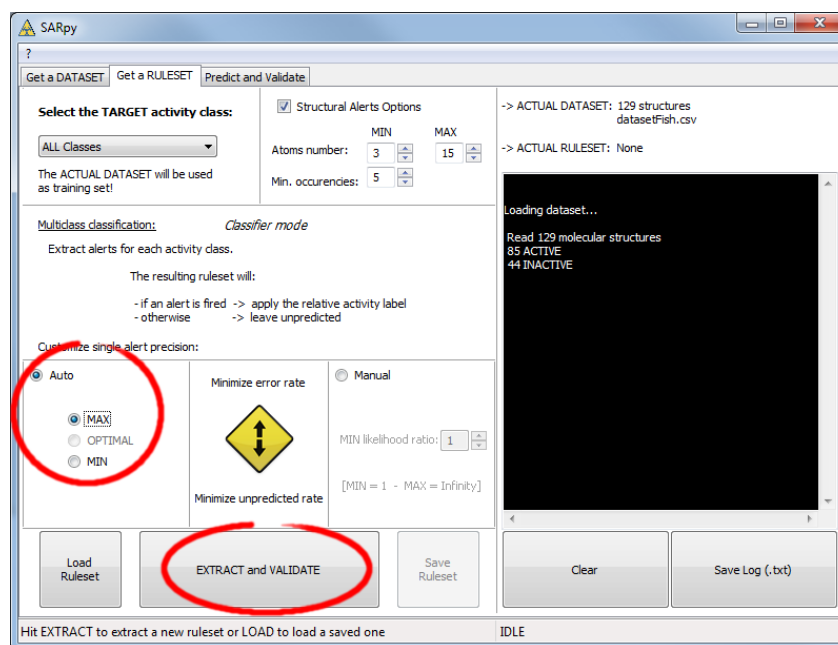 SARpy
?
Get a DATASET Get a RULESET Predict and Validate
Select the TARGET activity class:
ALL Classes
The ACTUAL DATASET will be used
as training set!
Structural Alerts Options
MIN MAX
Atoms number: 3 15
Min. occurencies: 5
Multiclass classification: Classifier mode
Extract alerts for each activity class.
The resulting ruleset will:
- if an alert is fired -> apply the relative activity label
- otherwise -> leave unpredicted
Customize single alert precision:
Auto
MAX
OPTIMAL
MIN
Minimize error rate
Minimize unpredicted rate
Manual
MIN likelihood ratio: 1
[MIN = 1 - MAX = Infinity]
Load
Ruleset
EXTRACT and VALIDATE
Save
Ruleset
-> ACTUAL DATASET: 129 structures
datasetFish.csv
-> ACTUAL RULESET: None
Loading dataset...
Read 129 molecular structures
85 ACTIVE
44 INACTIVE
Clear
Save Log (.txt)
Hit EXTRACT to extract a new ruleset or LOAD to load a saved one
IDLE